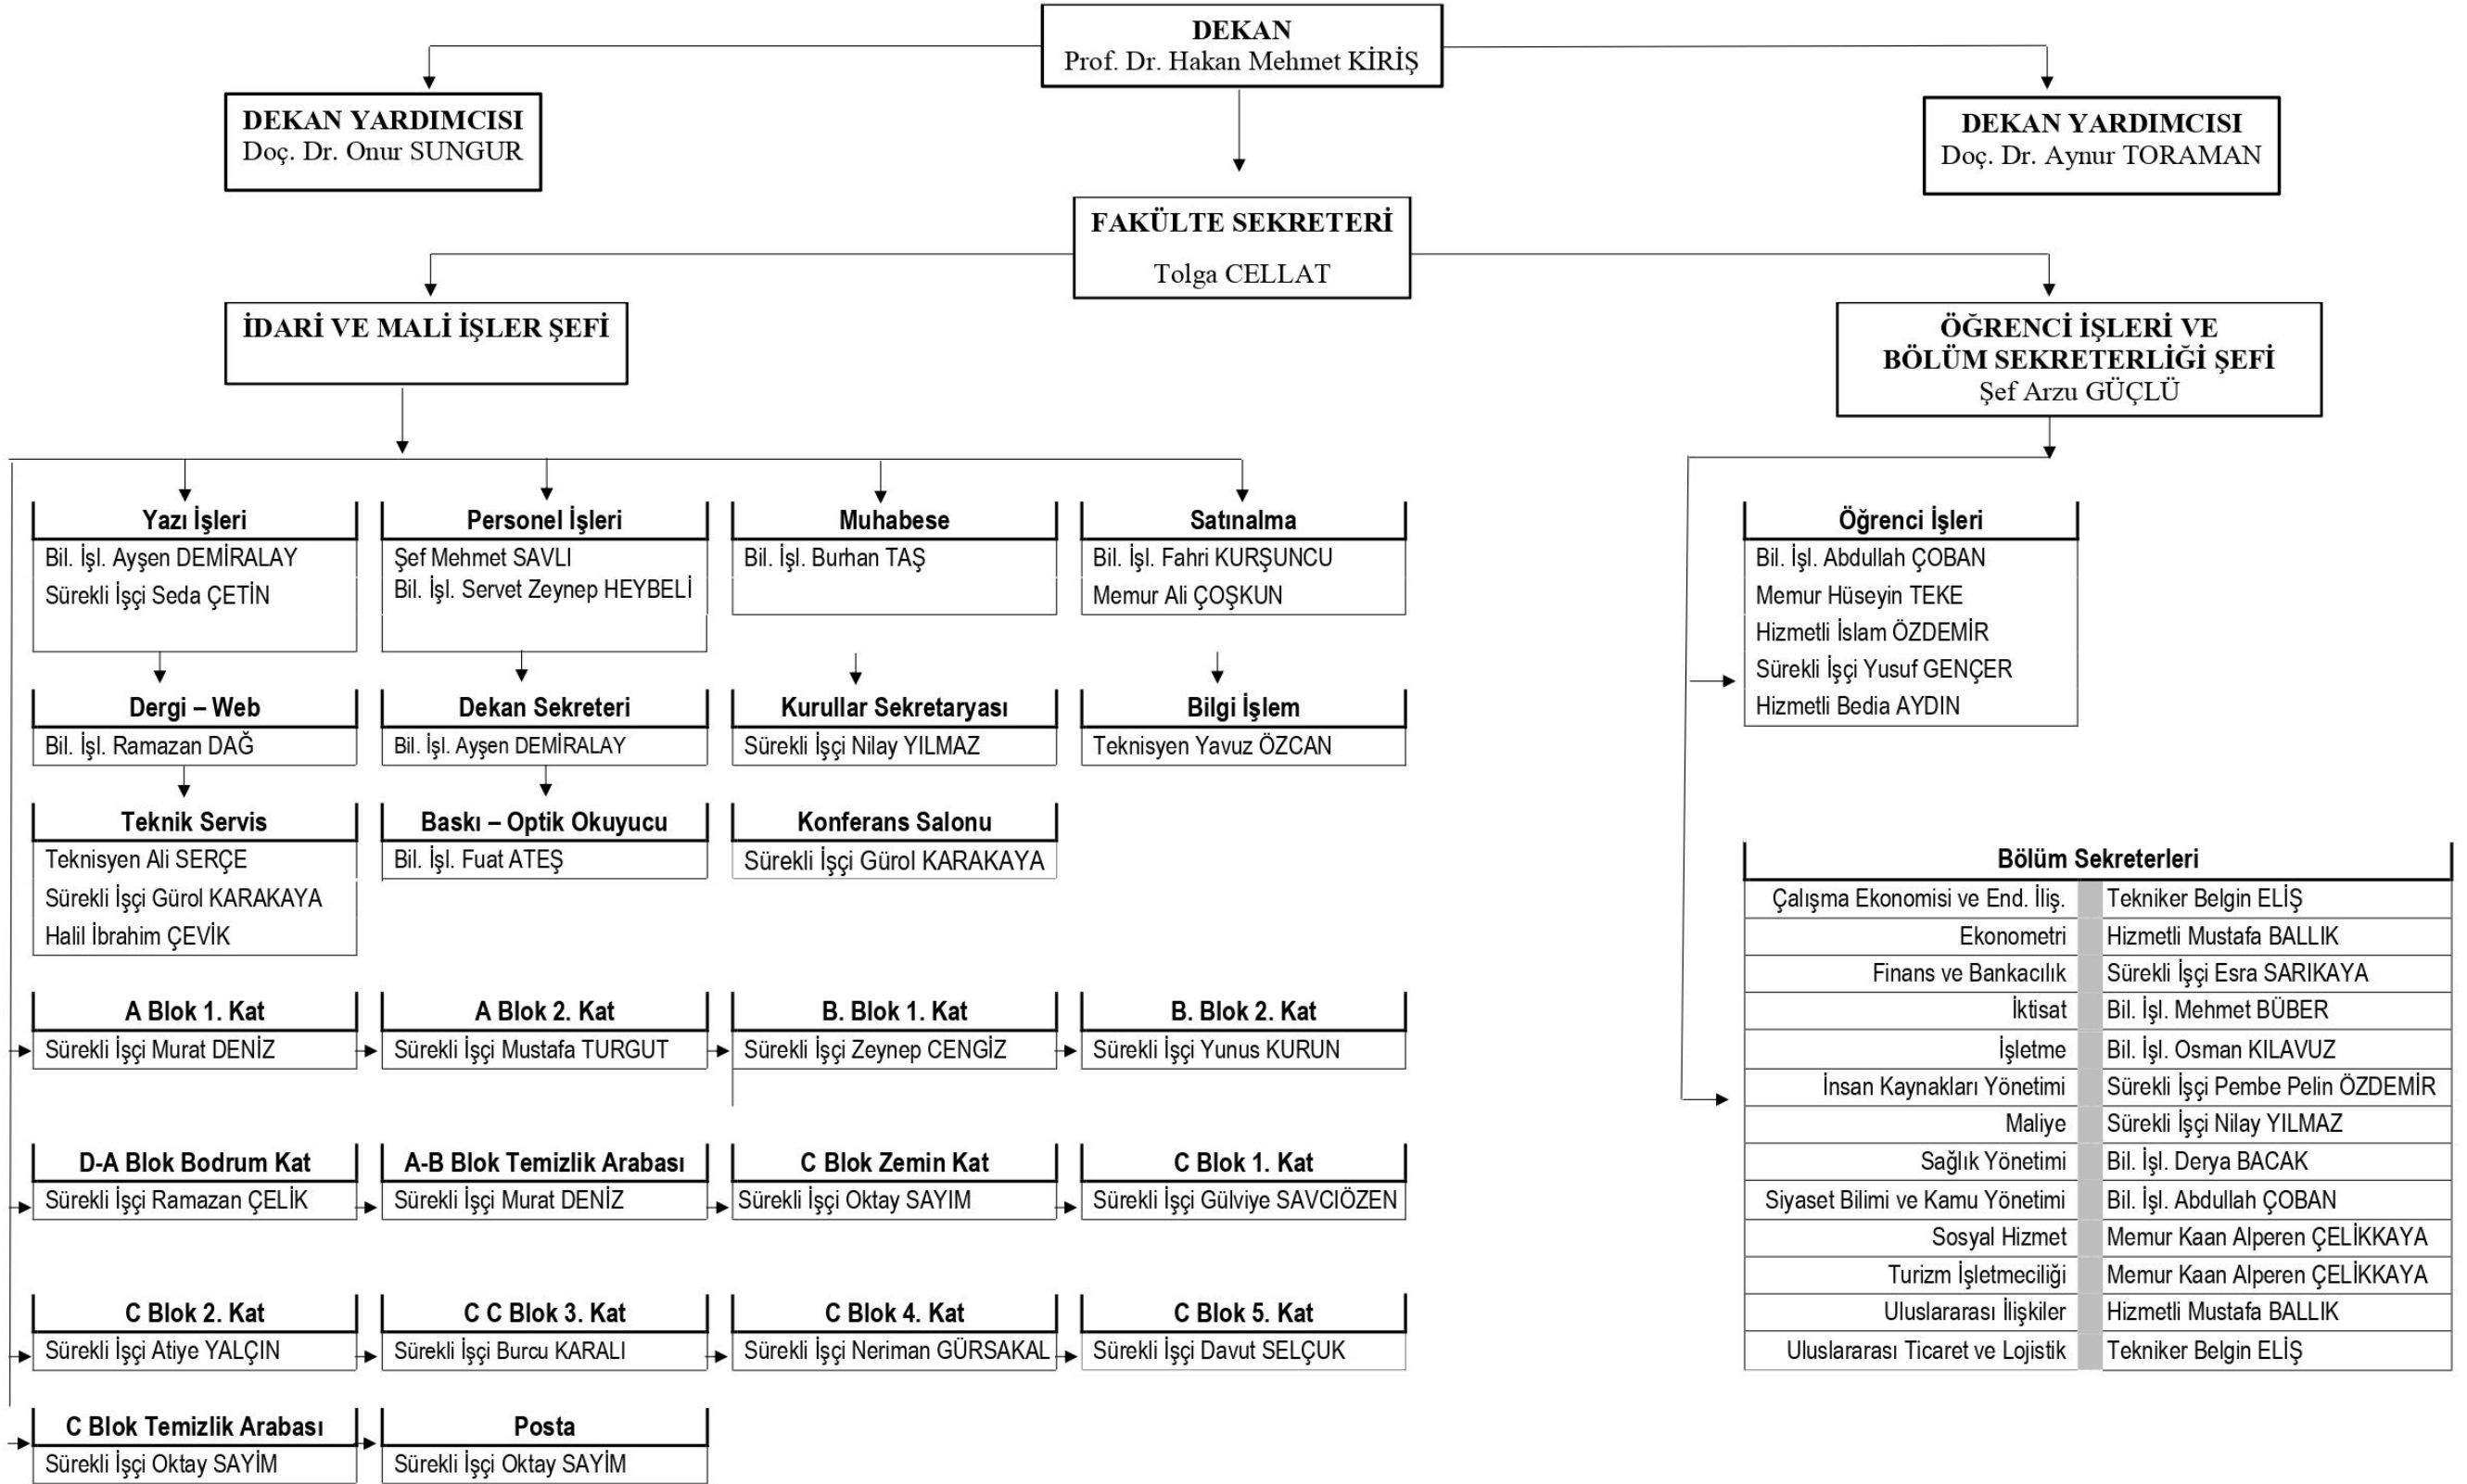 DEKAN
Prof. Dr. Hakan Mehmet KİRİŞ
DEKAN YARDIMCISI
Doç. Dr. Onur SUNGUR
DEKAN YARDIMCISI
Doç. Dr. Aynur TORAMAN
FAKÜLTE SEKRETERİ
Tolga CELLAT
İDARİ VE MALİ İŞLER ŞEFİ
ÖĞRENCİ İŞLERİ VE
BÖLÜM SEKRETERLİĞİ ŞEFİ
Şef Arzu GÜÇLÜ
Yazı İşleri
Bil. İşl. Ayşen DEMİRALAY
Sürekli İşçi Seda ÇETİN
Personel İşleri
Şef Mehmet SAVLI
Bil. İşl. Servet Zeynep HEYBELİ
Muhabese
Bil. İşl. Burhan TAŞ
Satınalma
Bil. İşl. Fahri KURŞUNCU
Memur Ali ÇOŞKUN
Dergi – Web
Bil. İşl. Ramazan DAĞ
Dekan Sekreteri
Bil. İşl. Ayşen DEMİRALAY
Kurullar Sekretaryası
Sürekli İşçi Nilay YILMAZ
Bilgi İşlem
Teknisyen Yavuz ÖZCAN
Teknik Servis
Teknisyen Ali SERÇE
Sürekli İşçi Gürol KARAKAYA
Halil İbrahim ÇEVİK
Baskı – Optik Okuyucu
Bil. İşl. Fuat ATEŞ
Konferans Salonu
Sürekli İşçi Gürol KARAKAYA
A Blok 1. Kat
Sürekli İşçi Murat DENİZ
A Blok 2. Kat
Sürekli İşçi Mustafa TURGUT
B. Blok 1. Kat
Sürekli İşçi Zeynep CENGİZ
B. Blok 2. Kat
Sürekli İşçi Yunus KURUN
D-A Blok Bodrum Kat
Sürekli İşçi Ramazan ÇELİK
A-B Blok Temizlik Arabası
Sürekli İşçi Murat DENİZ
C Blok Zemin Kat
Sürekli İşçi Oktay SAYIM
C Blok 1. Kat
Sürekli İşçi Gülviye SAVCIÖZEN
C Blok 2. Kat
Sürekli İşçi Atiye YALÇIN
C C Blok 3. Kat
Sürekli İşçi Burcu KARALI
C Blok 4. Kat
Sürekli İşçi Neriman GÜRSAKAL
C Blok 5. Kat
Sürekli İşçi Davut SELÇUK
C Blok Temizlik Arabası
Sürekli İşçi Oktay SAYİM
Posta
Sürekli İşçi Oktay SAYİM
Öğrenci İşleri
Bil. İşl. Abdullah ÇOBAN
Memur Hüseyin TEKE
Hizmetli İslam ÖZDEMİR
Sürekli İşçi Yusuf GENÇER
Hizmetli Bedia AYDIN
Bölüm Sekreterleri
Çalışma Ekonomisi ve End. İliş. Tekniker Belgin ELİŞ
Ekonometri Hizmetli Mustafa BALLIK
Finans ve Bankacılık Sürekli İşçi Esra SARIKAYA
İktisat Bil. İşl. Mehmet BÜBER
İşletme Bil. İşl. Osman KILAVUZ
İnsan Kaynakları Yönetimi Sürekli İşçi Pembe Pelin ÖZDEMİR
Maliye Sürekli İşçi Nilay YILMAZ
Sağlık Yönetimi Bil. İşl. Derya BACAK
Siyaset Bilimi ve Kamu Yönetimi Bil. İşl. Abdullah ÇOBAN
Sosyal Hizmet Memur Kaan Alperen ÇELİKKAYA
Turizm İşletmeciliği Memur Kaan Alperen ÇELİKKAYA
Uluslararası İlişkiler Hizmetli Mustafa BALLIK
Uluslararası Ticaret ve Lojistik Tekniker Belgin ELİŞ